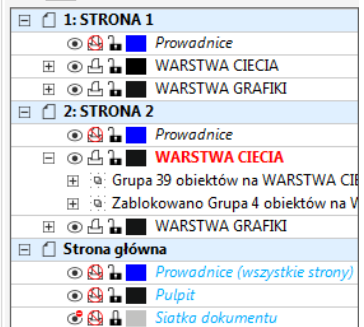 1: STRONA 1
Prowadnice
WARSTWA CIECIA
WARSTWA GRAFIKI
2: STRONA 2
Prowadnice
WARSTWA CIECIA
Grupa 39 obiektów na WARSTWA CIE
Zablokowano Grupa 4 obiektów na W
WARSTWA GRAFIKI
Strona główna
Prowadnice (wszystkie strony)
Pulpit
Siatka dokumentu